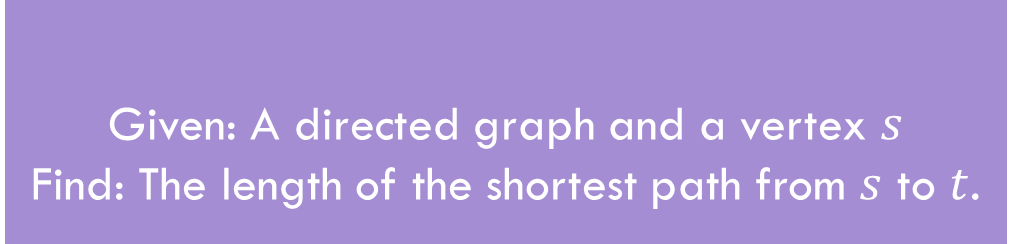 Given: A directed graph and a vertex s
Find: The length of the shortest path from s to t.